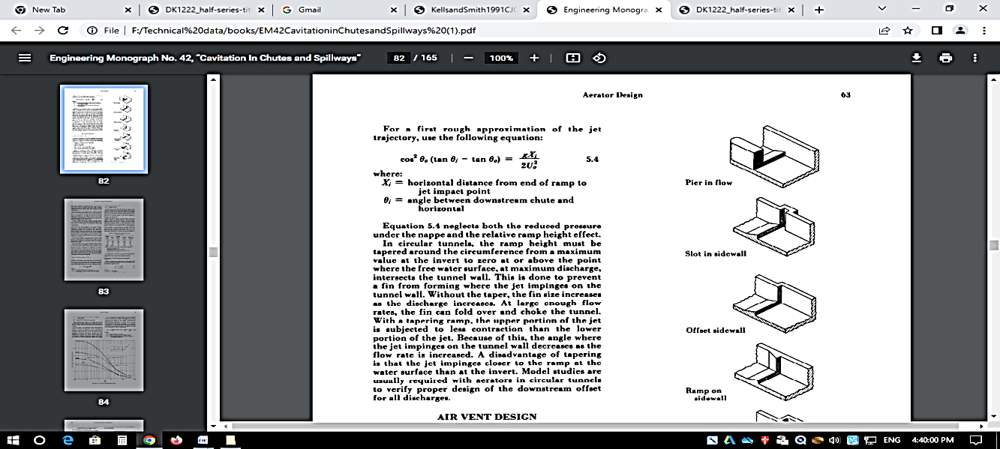 New Tab
DK1222_half-series-tit
Gmail
KellsandSmith1991CJC
Engineering Monogra
DK1222_half-series-tit
File | F:/Technical%20data/books/EM42CavitationinChutesandSpillways%20(1).pdf
Engineering Monograph No. 42, "Cavitation In Chutes and Spillways"
82 / 165
100%
82
83
84
Aerator Design 63
For a first rough approximation of the jet
trajectory, use the following equation:
cos² θₒ (tan θᵢ − tan θₒ) = gXᵢ / 2Uₒ² 5.4
where:
Xᵢ = horizontal distance from end of ramp to
jet impact point
θᵢ = angle between downstream chute and
horizontal
Equation 5.4 neglects both the reduced pressure
under the nappe and the relative ramp height effect.
In circular tunnels, the ramp height must be
tapered around the circumference from a maximum
value at the invert to zero at or above the point
where the free water surface, at maximum discharge,
intersects the tunnel wall. This is done to prevent
a fin from forming where the jet impinges on the
tunnel wall. Without the taper, the fin size increases
as the discharge increases. At large enough flow
rates, the fin can fold over and choke the tunnel.
With a tapering ramp, the upper portion of the jet
is subjected to less contraction than the lower
portion of the jet. Because of this, the angle where
the jet impinges on the tunnel wall decreases as the
flow rate is increased. A disadvantage of tapering
is that the jet impinges closer to the ramp at the
water surface than at the invert. Model studies are
usually required with aerators in circular tunnels
to verify proper design of the downstream offset
for all discharges.
AIR VENT DESIGN
Pier in flow
Slot in sidewall
Offset sidewall
Ramp on
sidewall
ENG
4:40:00 PM